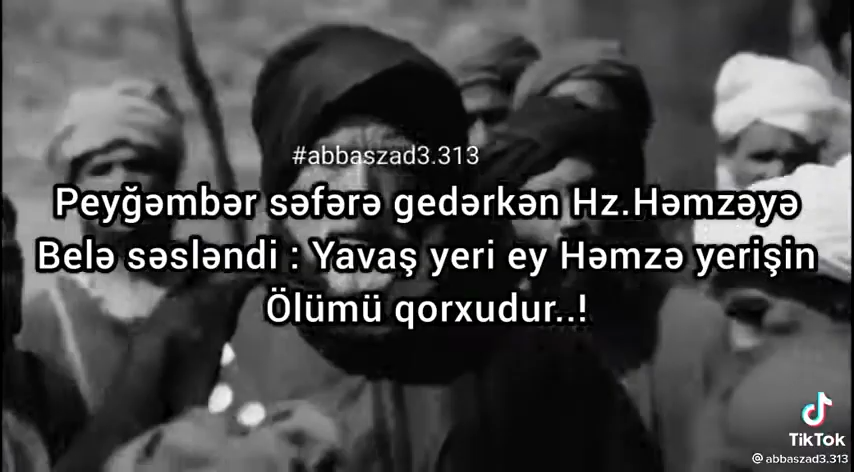 #abbaszad3.313
Peyğəmbər səfərə gedərkən Hz.Həmzəyə
Belə səsləndi : Yavaş yeri ey Həmzə yerişin
Ölümü qorxudur..!
TikTok
@abbaszad3.313